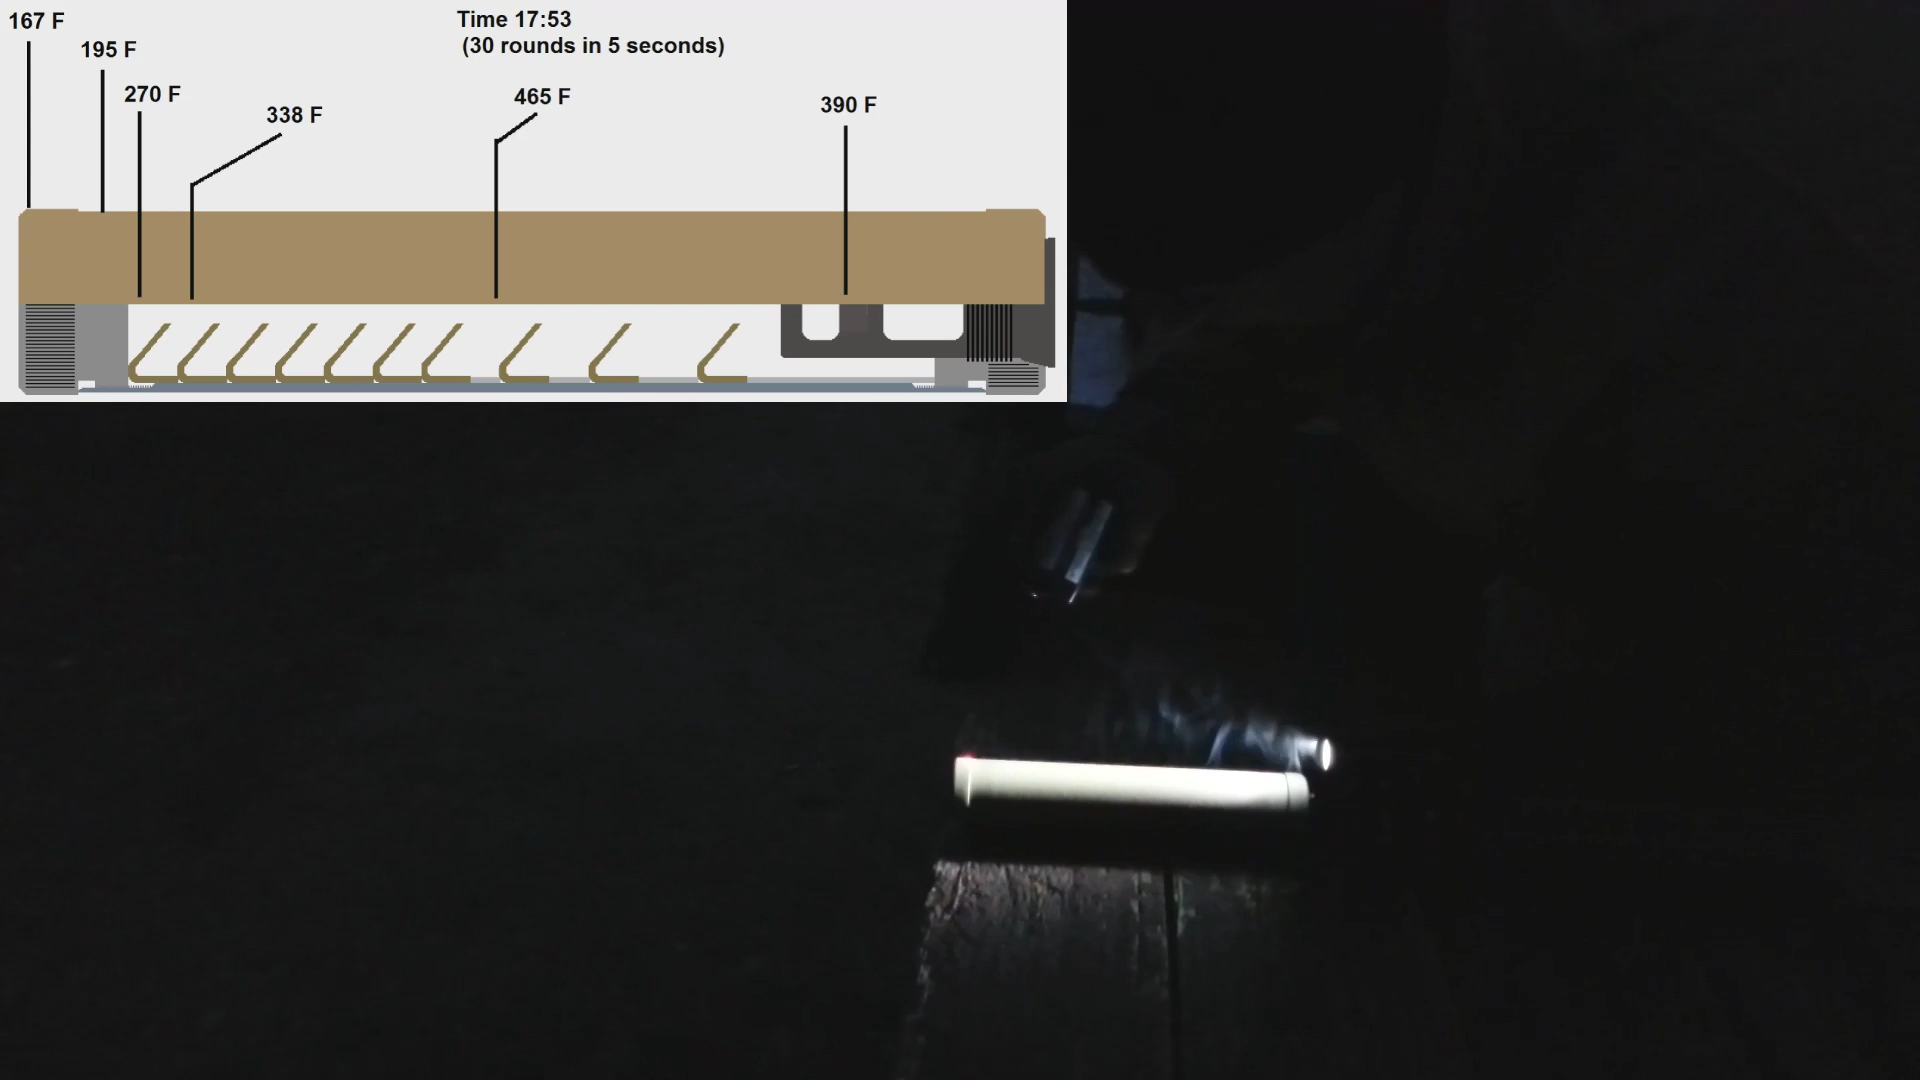 167 F
Time 17:53
(30 rounds in 5 seconds)
195 F
270 F
338 F
465 F
390 F